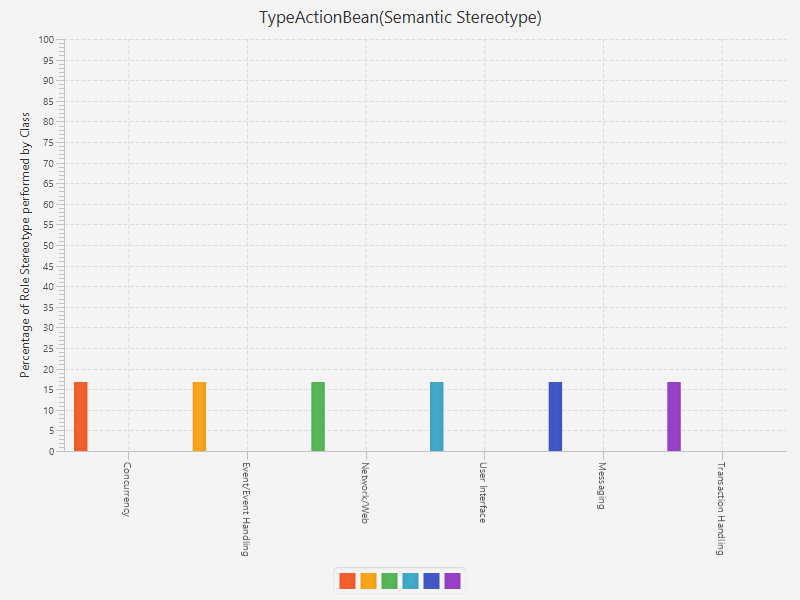 TypeActionBean(Semantic Stereotype)
Percentage of Role Stereotype performed by Class
100
95
90
85
80
75
70
65
60
55
50
45
40
35
30
25
20
15
10
5
0
Concurrency
Event/Event Handling
Network/Web
User Interface
Messaging
Transaction Handling